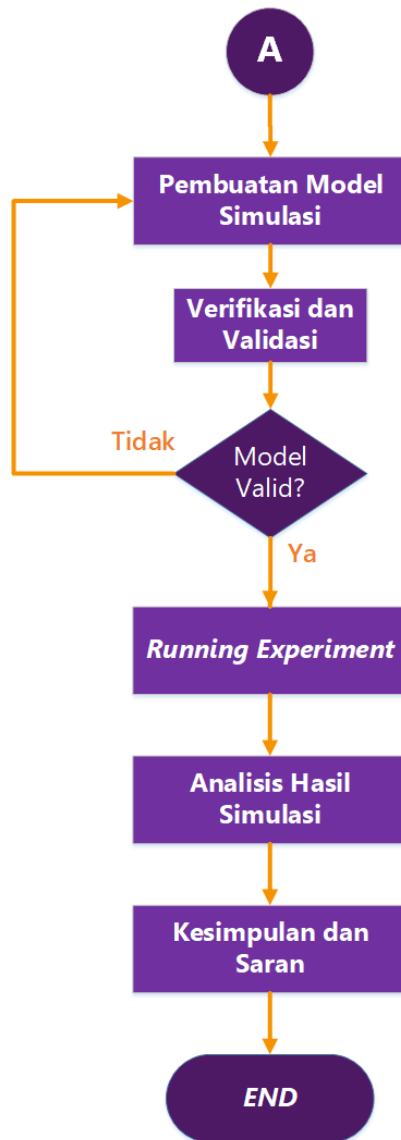 A
Pembuatan Model
Simulasi
Verifikasi dan
Validasi
Tidak
Model
Valid?
Ya
Running Experiment
Analisis Hasil
Simulasi
Kesimpulan dan
Saran
END